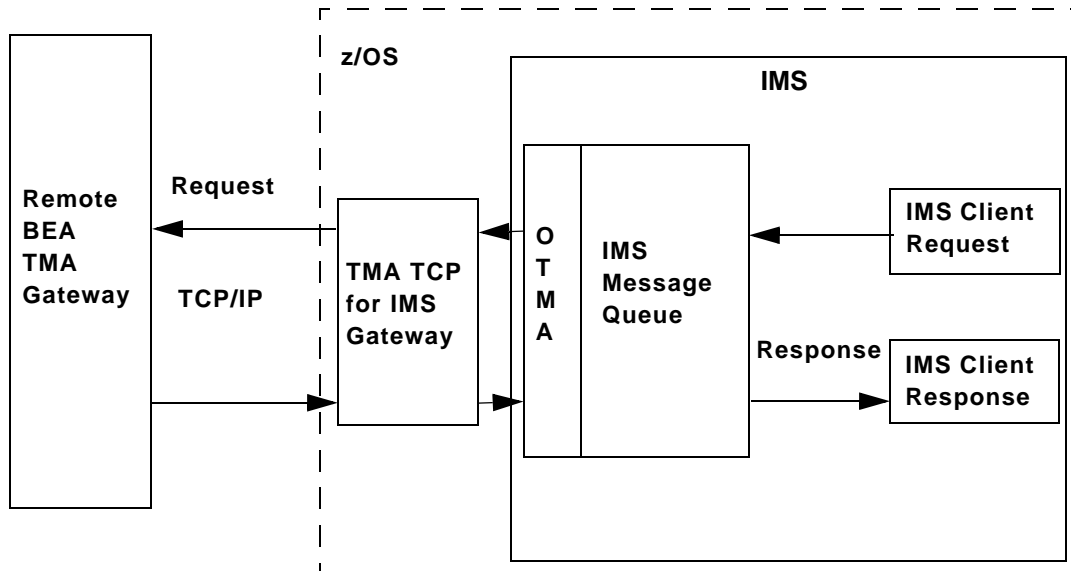 z/OS
IMS
Remote
BEA
TMA
Gateway
Request
TCP/IP
TMA TCP
for IMS
Gateway
O
T
M
A
IMS
Message
Queue
IMS Client
Request
Response
IMS Client
Response